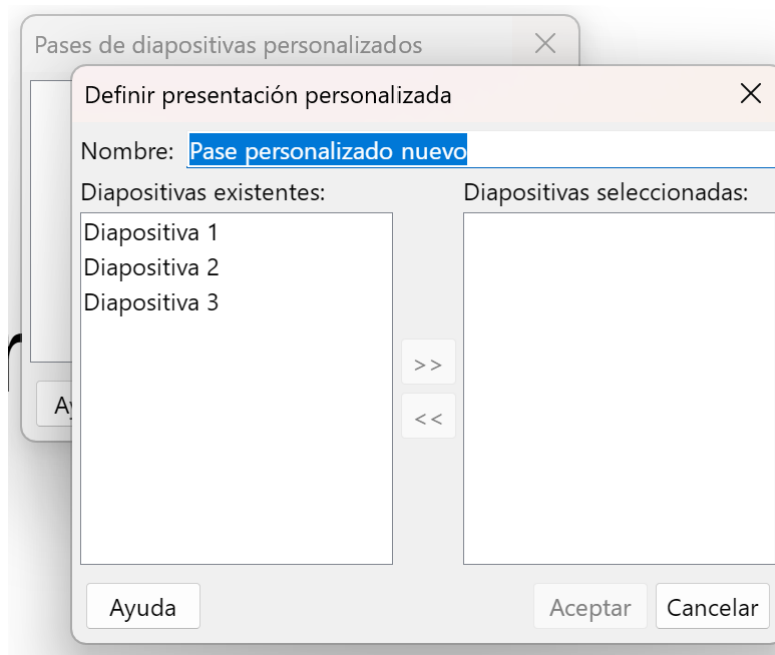 Pases de diapositivas personalizados
Definir presentación personalizada
Nombre: Pase personalizado nuevo
Diapositivas existentes:
Diapositivas seleccionadas:
Diapositiva 1
Diapositiva 2
Diapositiva 3
>>
<<
Ayuda
Aceptar
Cancelar